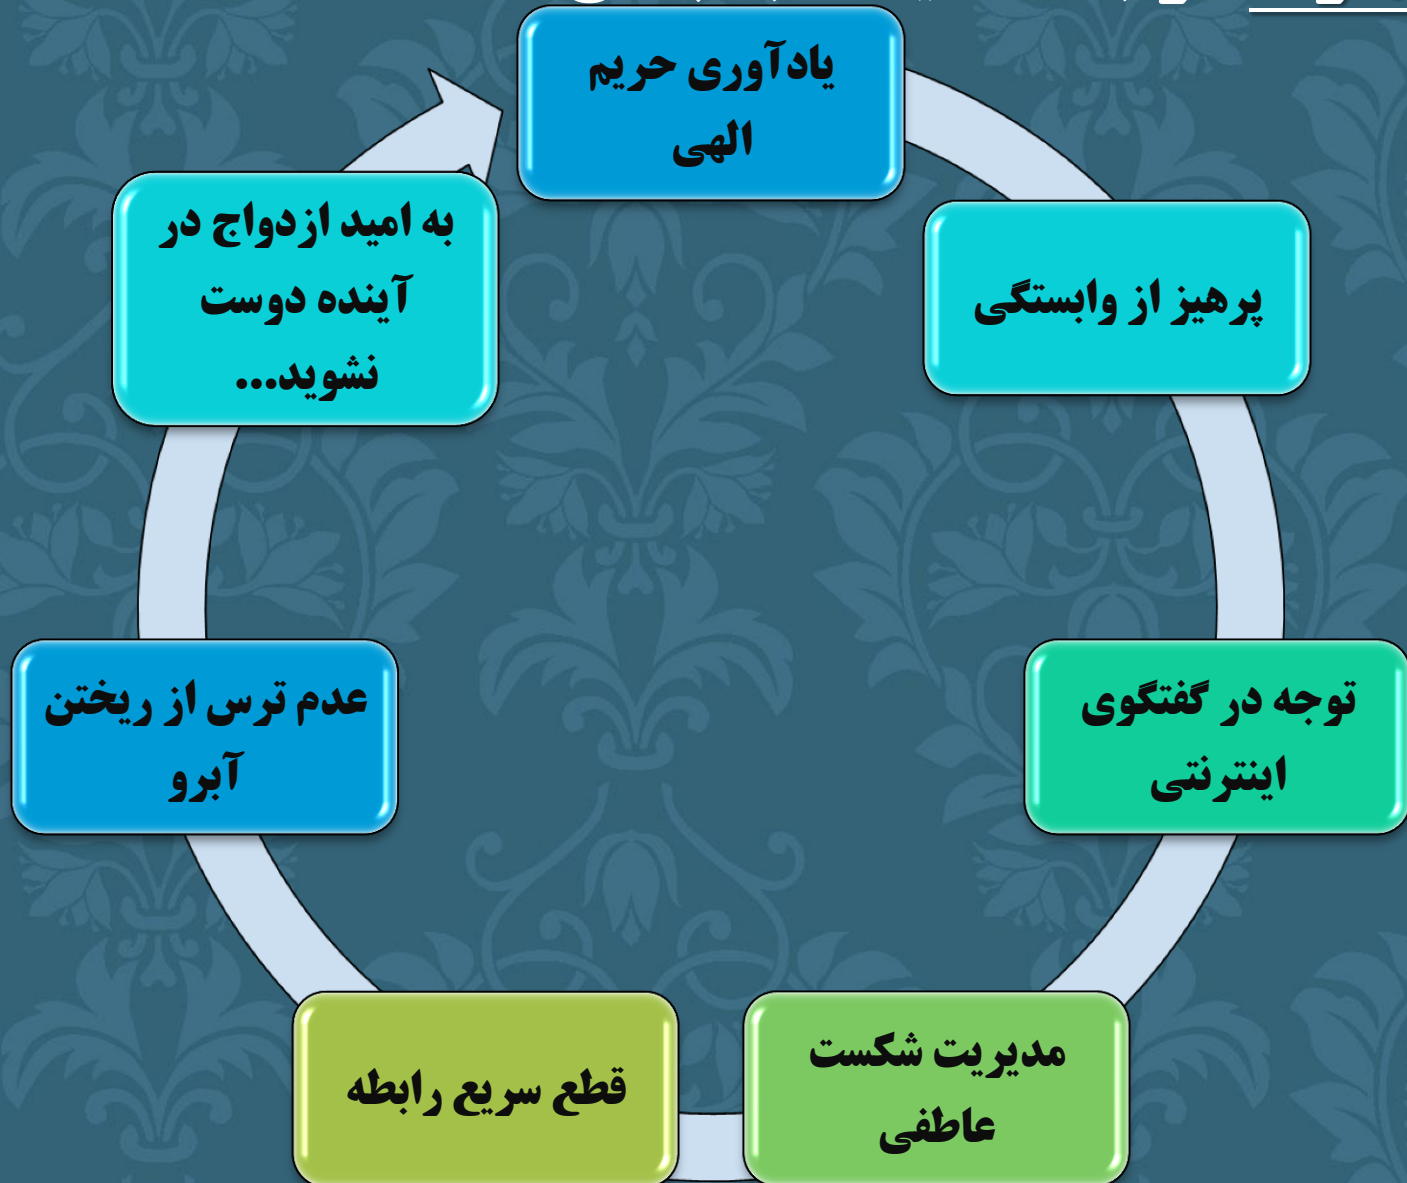 یادآوری حریم
الهی
پرهیز از وابستگی
توجه در گفتگوی
اینترنتی
مدیریت شکست
عاطفی
قطع سریع رابطه
عدم ترس از ریختن
آبرو
به امید ازدواج در
آینده دوست
نشوید...